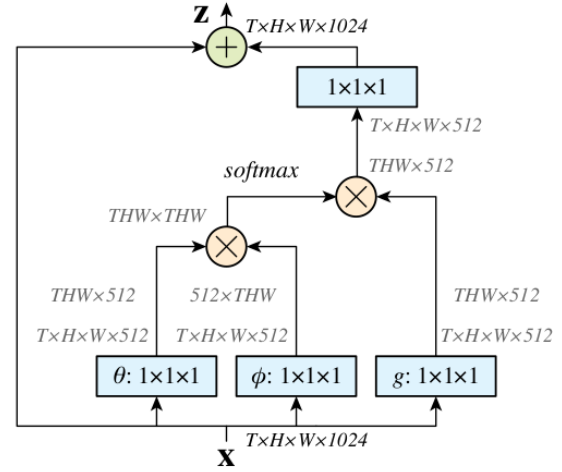 z T×H×W×1024
+
1×1×1
T×H×W×512
softmax THW×512
THW×THW ×
×
THW×512 512×THW THW×512
T×H×W×512 T×H×W×512 T×H×W×512
θ: 1×1×1 ϕ: 1×1×1 g: 1×1×1
x T×H×W×1024